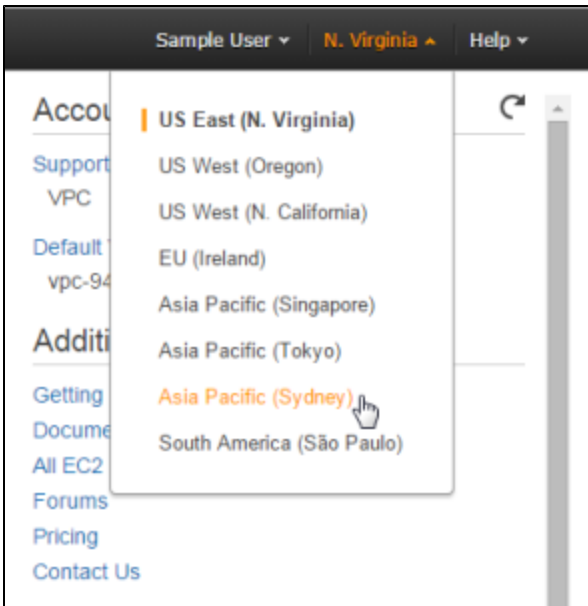 Sample User N. Virginia Help
Accou
US East (N. Virginia)
Support
US West (Oregon)
VPC
US West (N. California)
Default
EU (Ireland)
vpc-94
Asia Pacific (Singapore)
Additi
Asia Pacific (Tokyo)
Getting
Asia Pacific (Sydney)
Docume
South America (São Paulo)
All EC2
Forums
Pricing
Contact Us